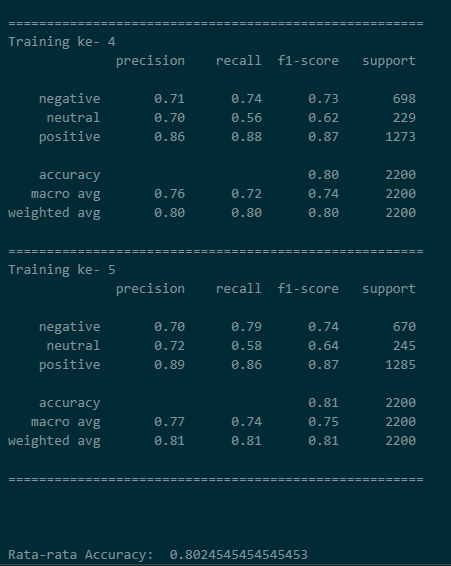 ======================================================
Training ke- 4
precision recall f1-score support
negative 0.71 0.74 0.73 698
neutral 0.70 0.56 0.62 229
positive 0.86 0.88 0.87 1273
accuracy 0.80 2200
macro avg 0.76 0.72 0.74 2200
weighted avg 0.80 0.80 0.80 2200
======================================================
Training ke- 5
precision recall f1-score support
negative 0.70 0.79 0.74 670
neutral 0.72 0.58 0.64 245
positive 0.89 0.86 0.87 1285
accuracy 0.81 2200
macro avg 0.77 0.74 0.75 2200
weighted avg 0.81 0.81 0.81 2200
======================================================
Rata-rata Accuracy: 0.8024545454545453